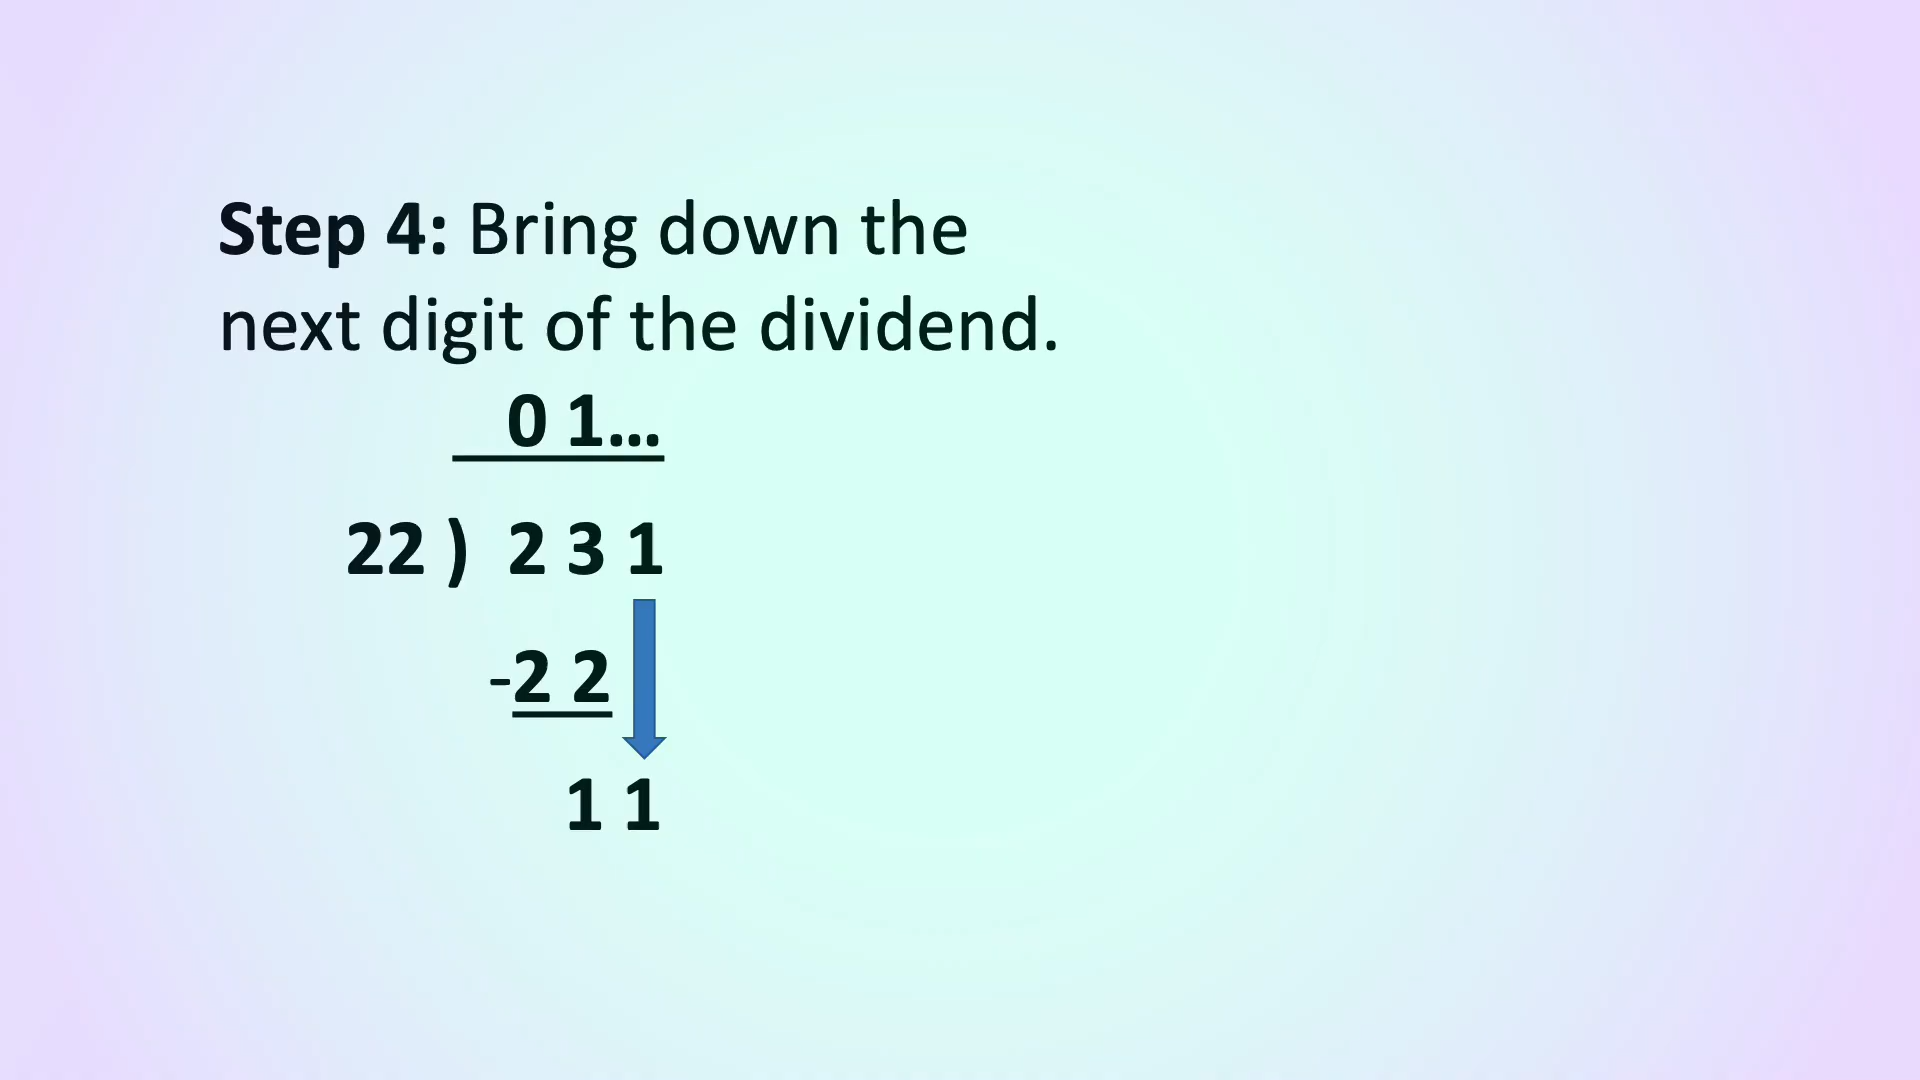 Step 4: Bring down the
next digit of the dividend.
0 1...
22 ) 2 3 1
-2 2
1 1